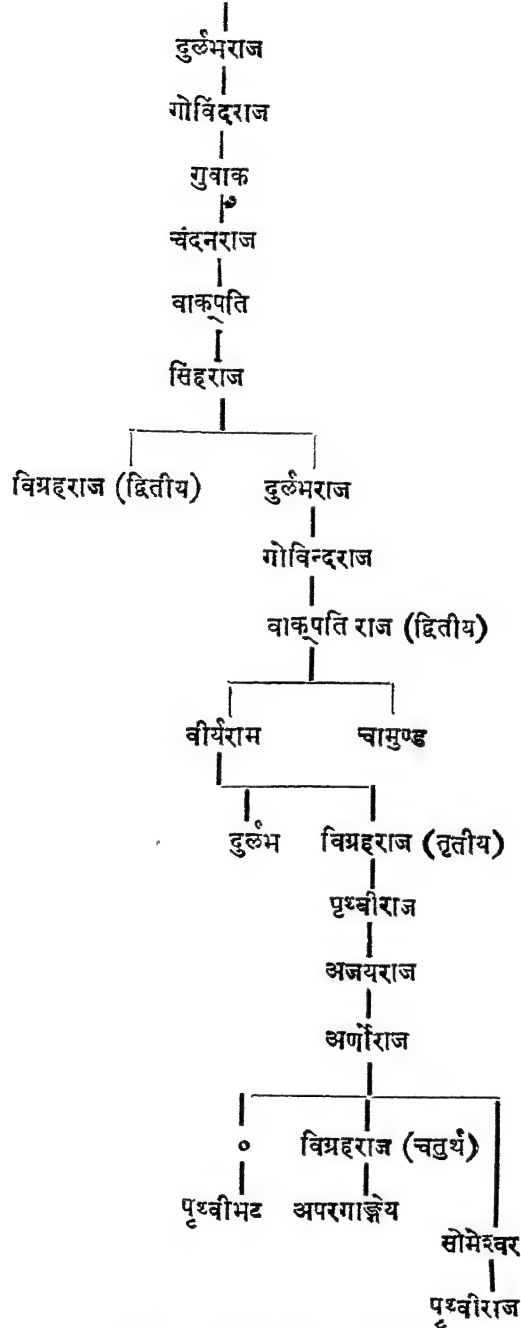 दुर्लभराज
गोविंदराज
गुवाक
चंदनराज
वाक्‌पति
सिंहराज
विग्रहराज (द्वितीय) दुर्लभराज
गोविन्दराज
वाक्‌पति राज (द्वितीय)
वीर्यराम चामुण्ड
दुर्लभ विग्रहराज (तृतीय)
पृथ्वीराज
अजयराज
अर्णोराज
० विग्रहराज (चतुर्थ)
पृथ्वीभट अपरगाङ्गेय
सोमेश्वर
पृथ्वीराज